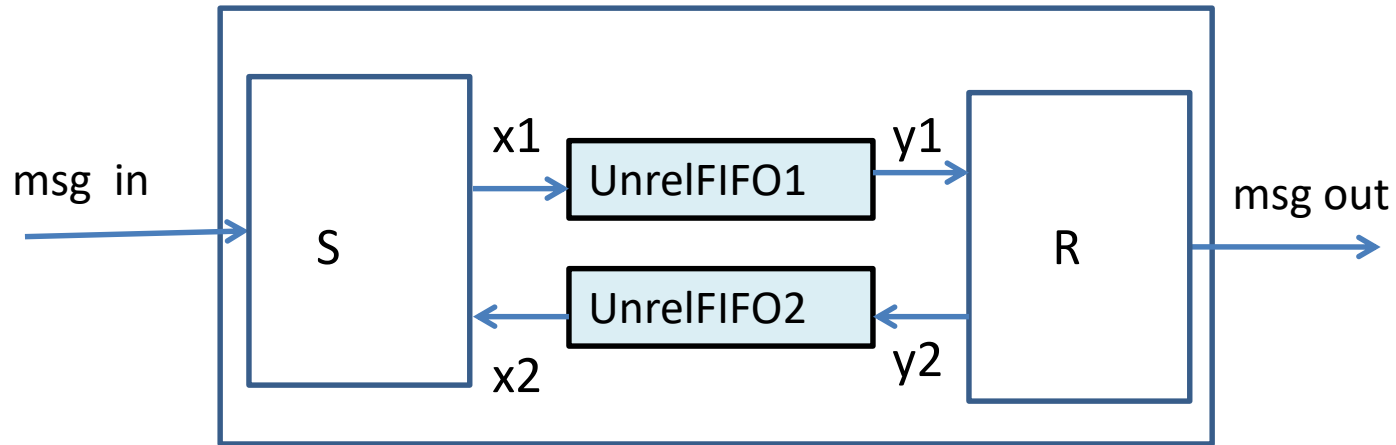 x1
y1
UnrelFIFO1
msg in
msg out
S
R
UnrelFIFO2
x2
y2